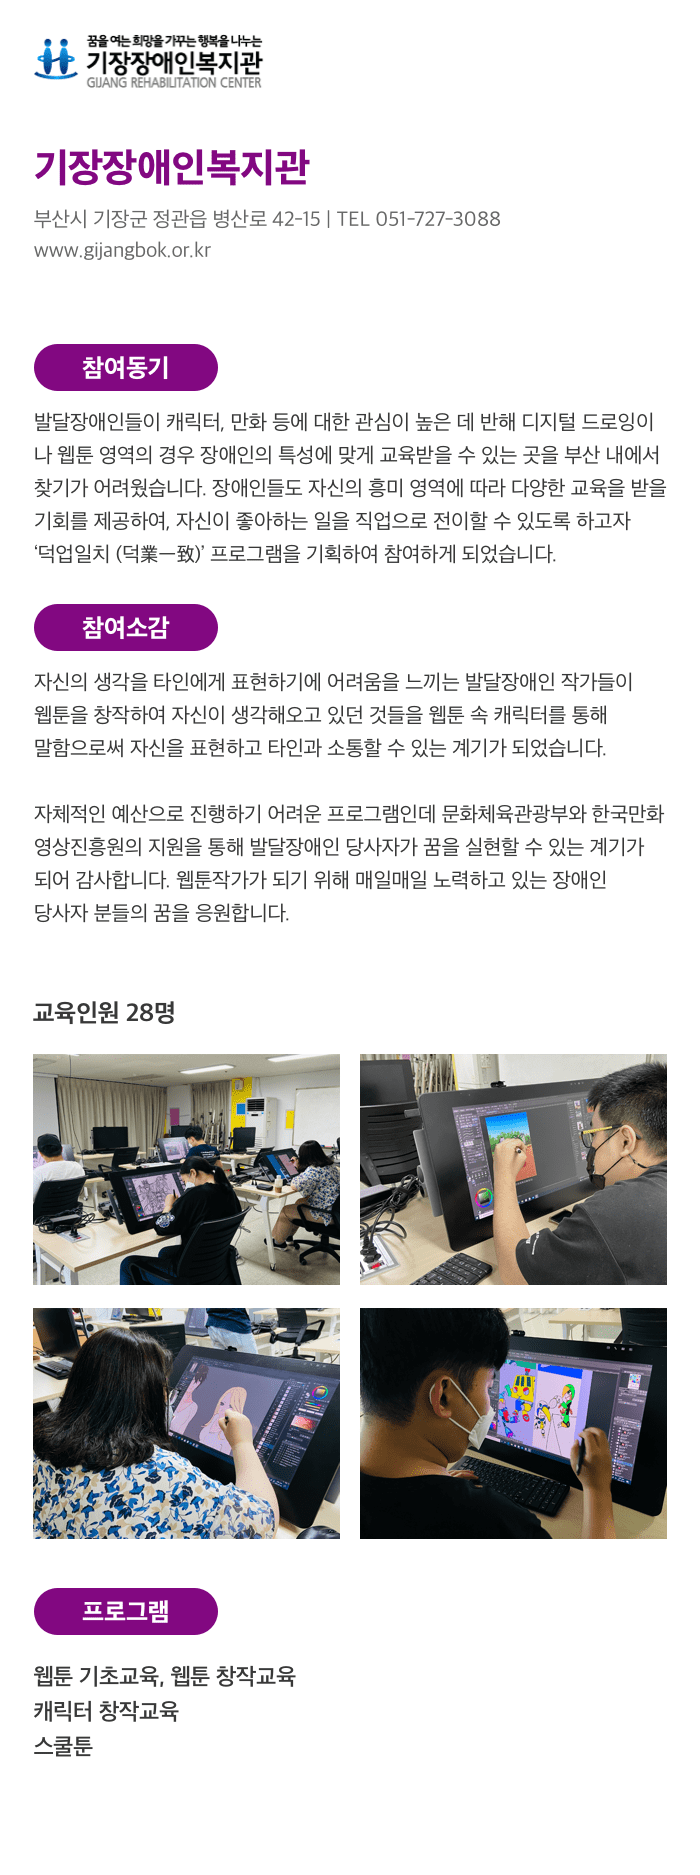 꿈을 여는 희망을 가꾸는 행복을 나누는
기장장애인복지관
GIJANG REHABILITATION CENTER
기장장애인복지관
부산시 기장군 정관읍 병산로 42-15 | TEL 051-727-3088
www.gijangbok.or.kr
참여동기
발달장애인들이 캐릭터, 만화 등에 대한 관심이 높은 데 반해 디지털 드로잉이
나 웹툰 영역의 경우 장애인의 특성에 맞게 교육받을 수 있는 곳을 부산 내에서
찾기가 어려웠습니다. 장애인들도 자신의 흥미 영역에 따라 다양한 교육을 받을
기회를 제공하여, 자신이 좋아하는 일을 직업으로 전이할 수 있도록 하고자
‘덕업일치 (덕業一致)’ 프로그램을 기획하여 참여하게 되었습니다.
참여소감
자신의 생각을 타인에게 표현하기에 어려움을 느끼는 발달장애인 작가들이
웹툰을 창작하여 자신이 생각해오고 있던 것들을 웹툰 속 캐릭터를 통해
말함으로써 자신을 표현하고 타인과 소통할 수 있는 계기가 되었습니다.
자체적인 예산으로 진행하기 어려운 프로그램인데 문화체육관광부와 한국만화
영상진흥원의 지원을 통해 발달장애인 당사자가 꿈을 실현할 수 있는 계기가
되어 감사합니다. 웹툰작가가 되기 위해 매일매일 노력하고 있는 장애인
당사자 분들의 꿈을 응원합니다.
교육인원 28명
프로그램
웹툰 기초교육, 웹툰 창작교육
캐릭터 창작교육
스쿨툰